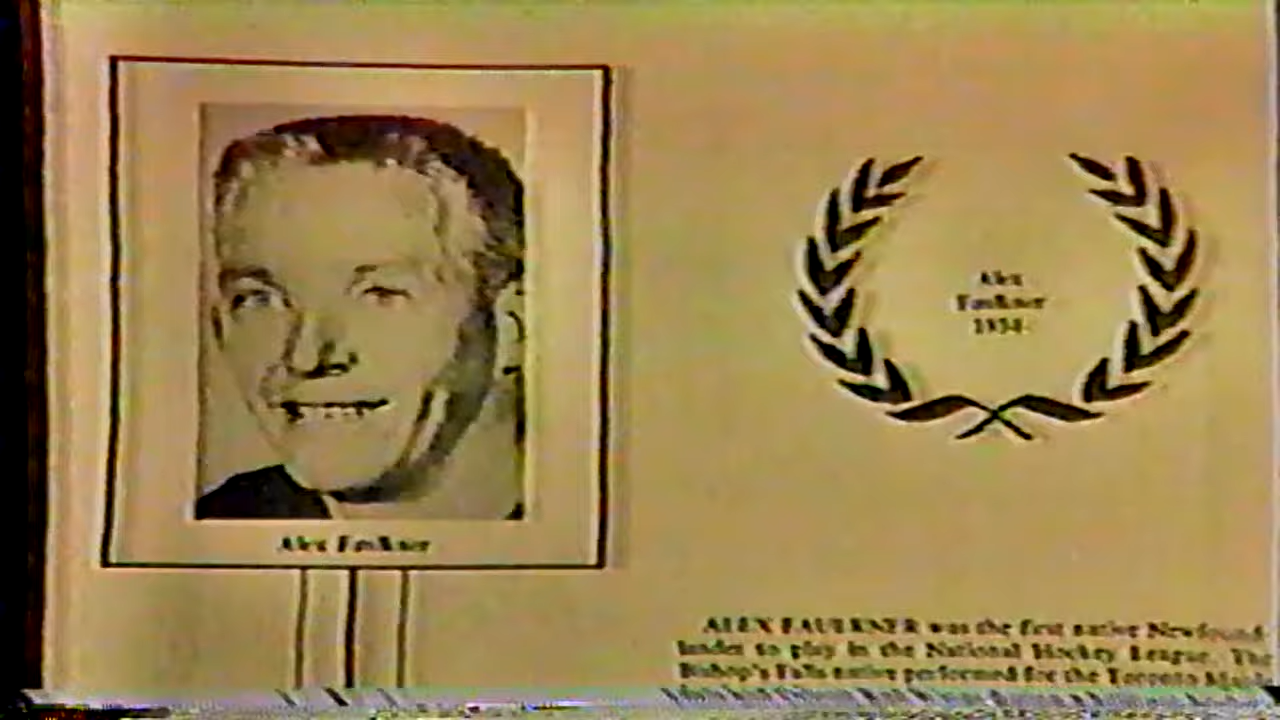 Alex Faulkner
Alex
Faulkner
ALEX FAULKNER was the first native Newfound-
lander to play in the National Hockey League. The
Bishop's Falls native performed for the Toronto Maple